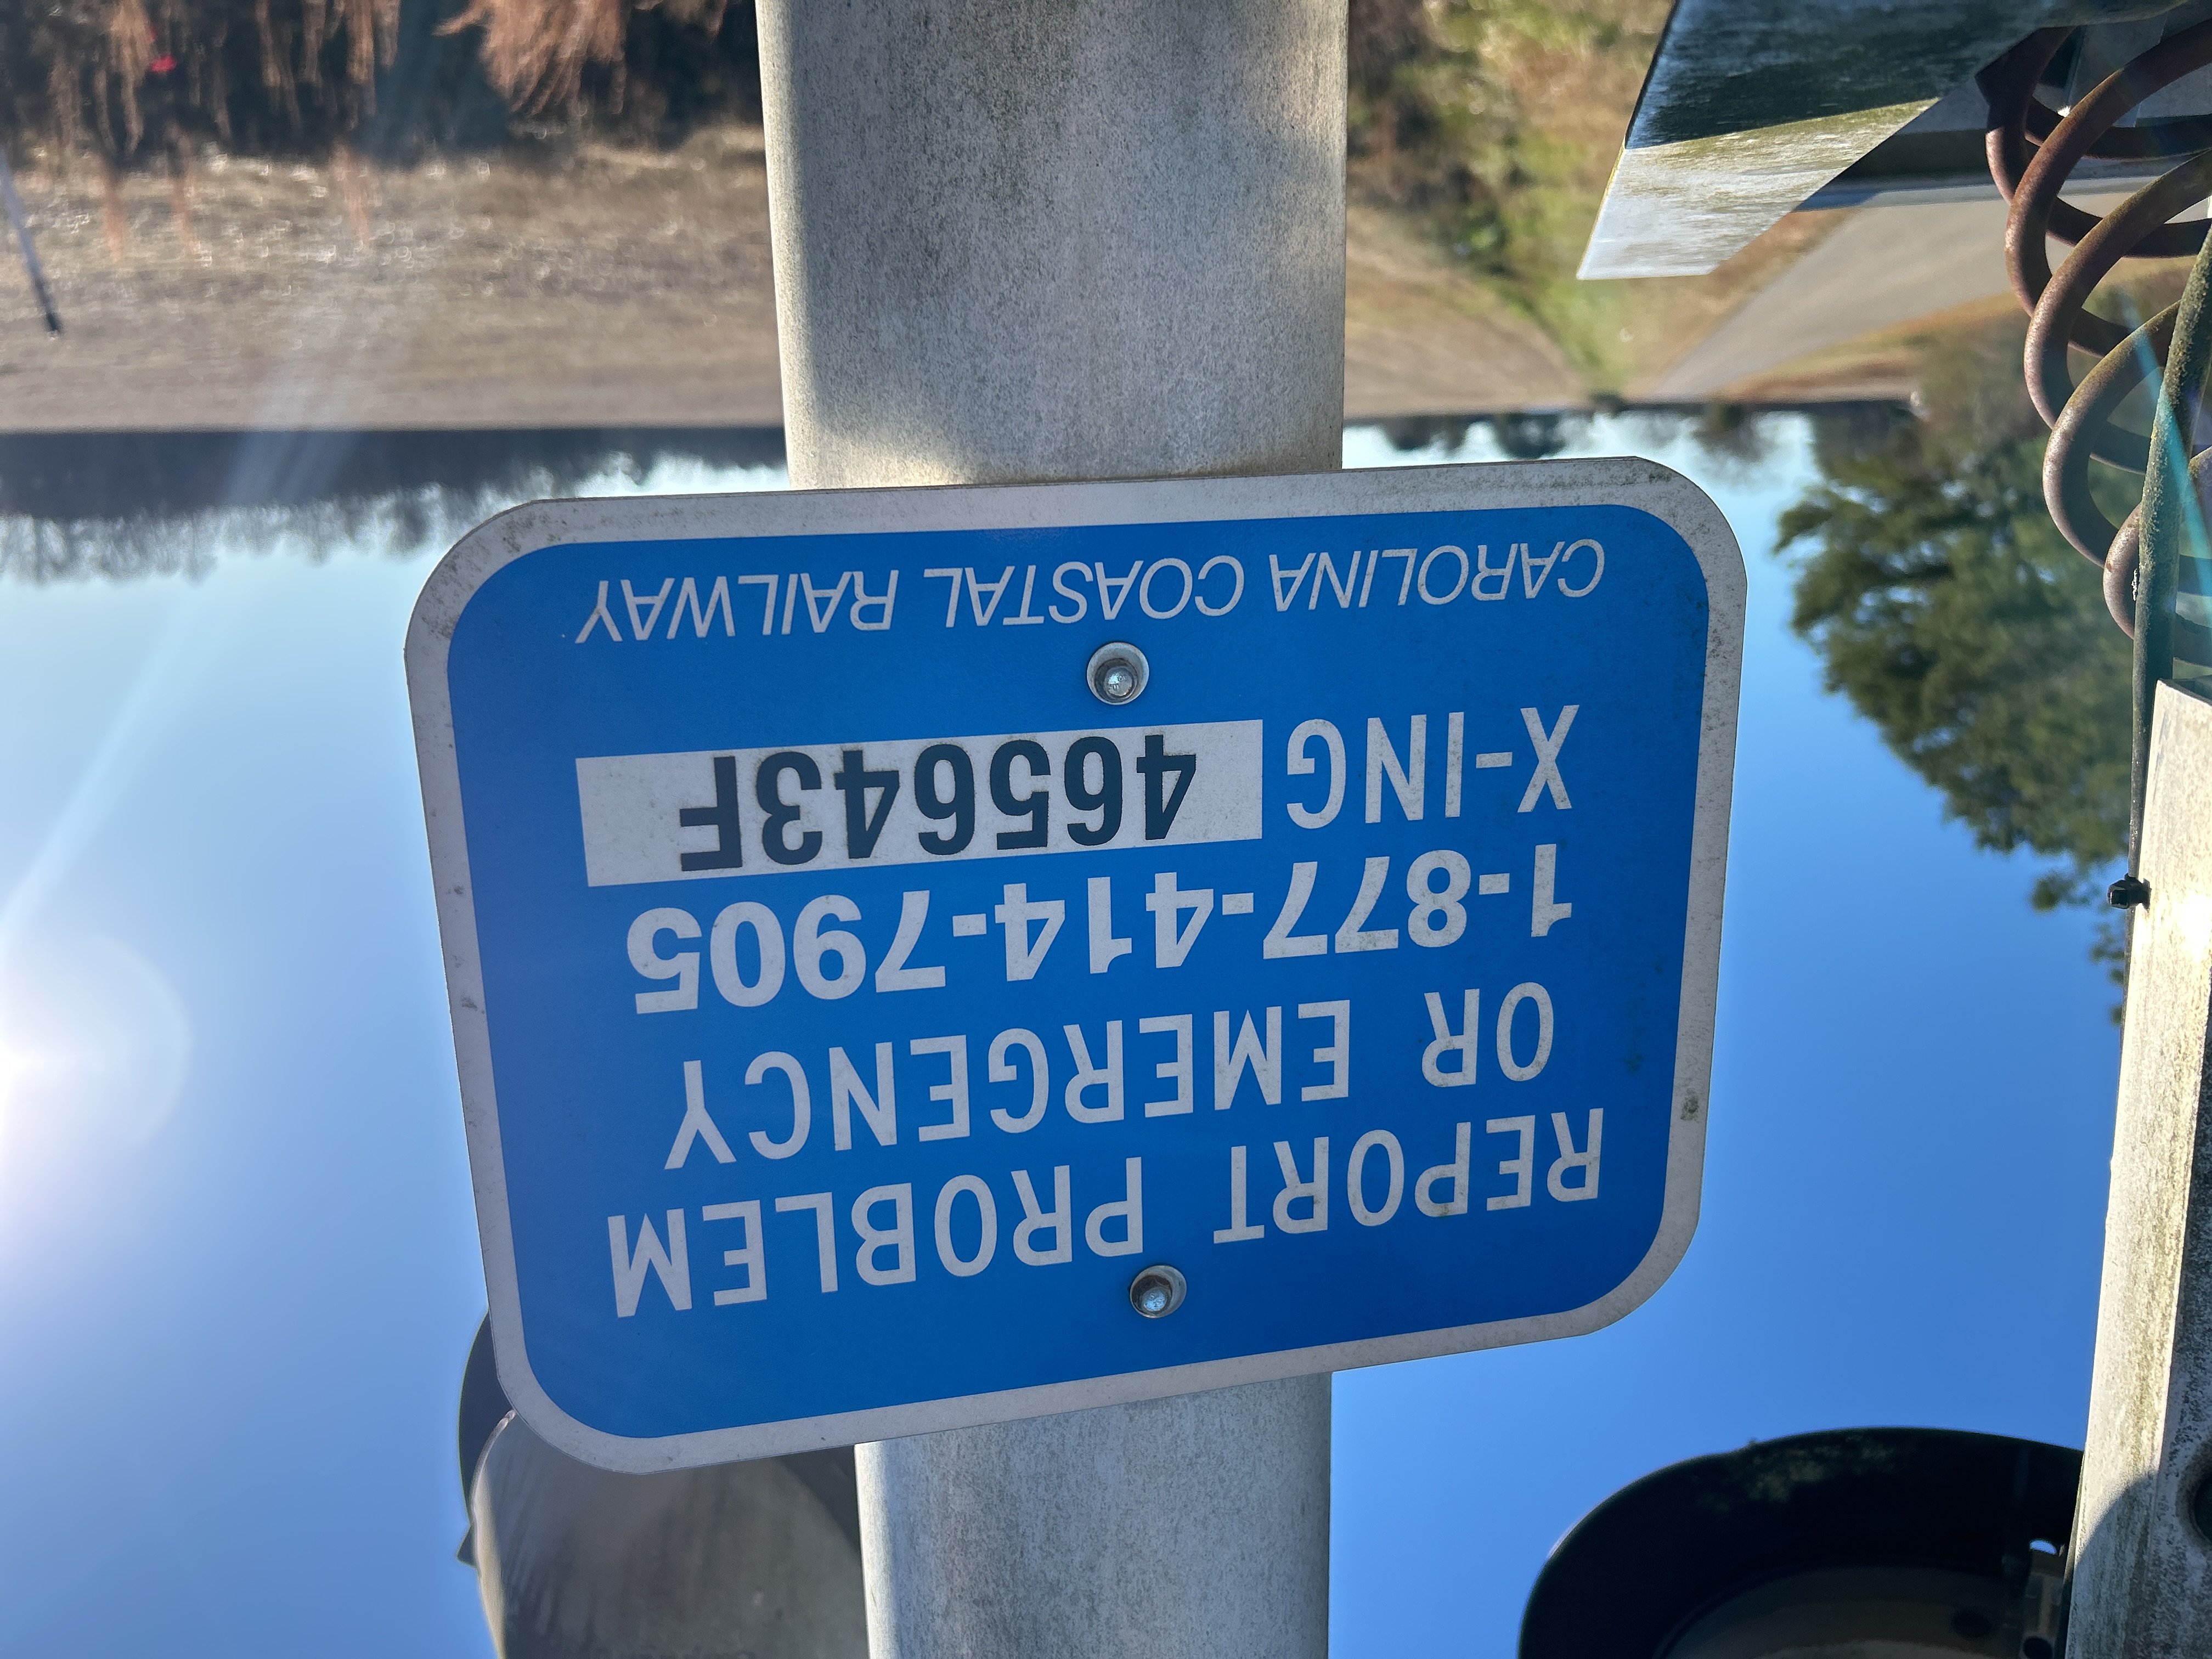 REPORT PROBLEM
OR EMERGENCY
1-877-414-7905
X-ING 465643F
CAROLINA COASTAL RAILWAY